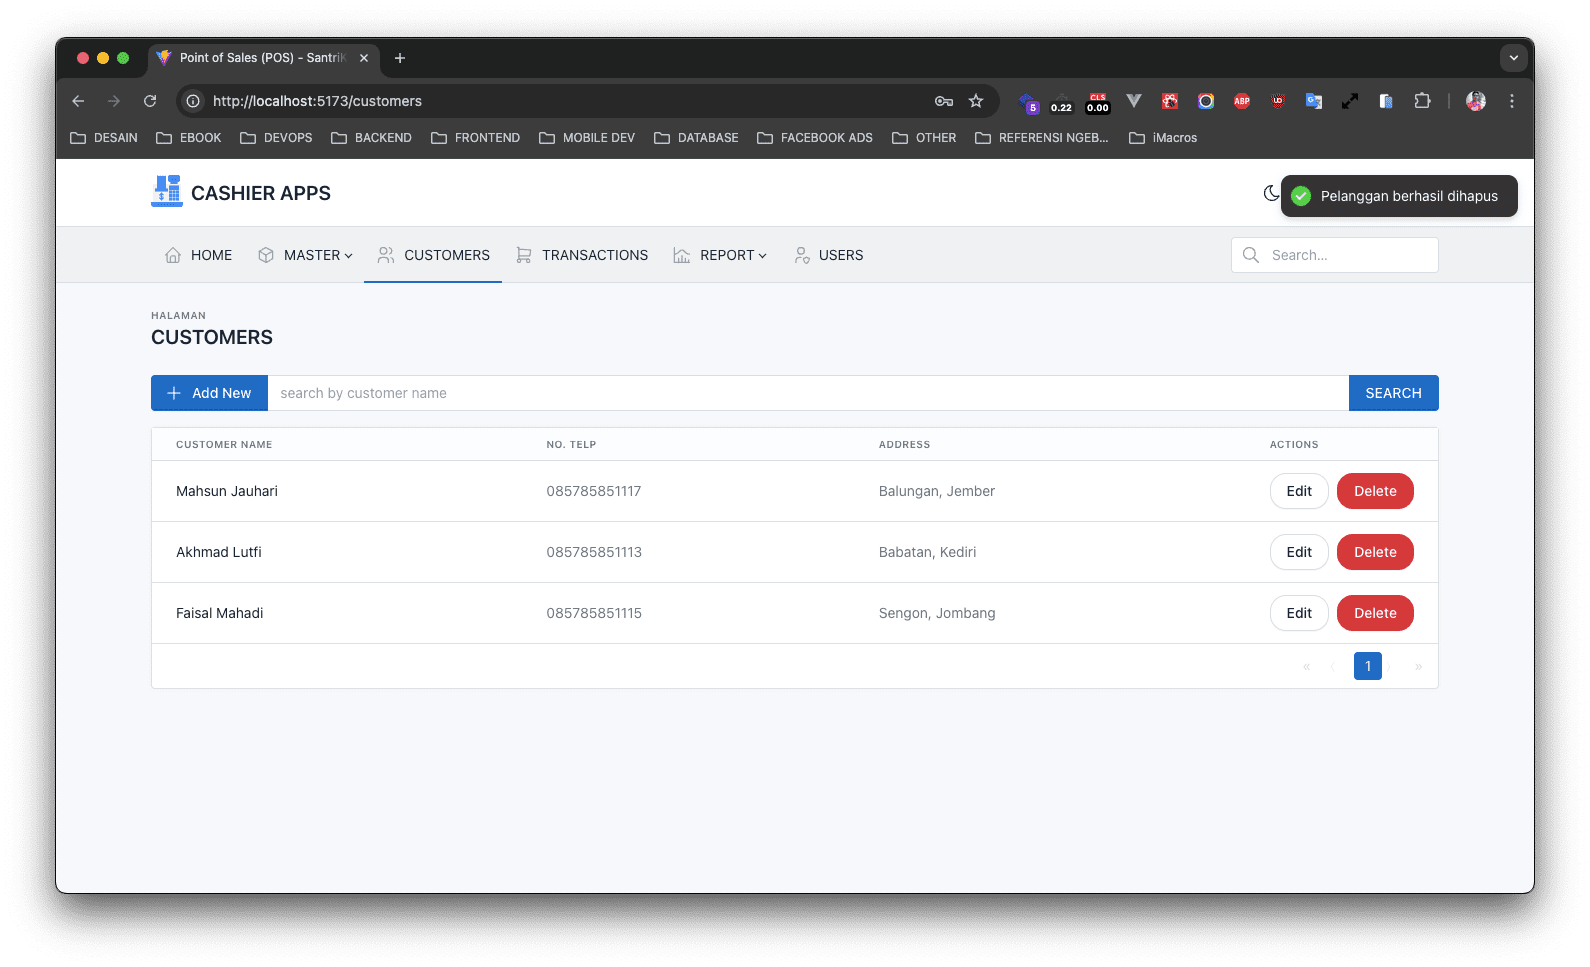 Point of Sales (POS) - Santri
http://localhost:5173/customers
5
0.22
CLS
0.00
ABP
DESAIN
EBOOK
DEVOPS
BACKEND
FRONTEND
MOBILE DEV
DATABASE
FACEBOOK ADS
OTHER
REFERENSI NGEB...
iMacros
CASHIER APPS
Pelanggan berhasil dihapus
HOME
MASTER
CUSTOMERS
TRANSACTIONS
REPORT
USERS
Search...
HALAMAN
CUSTOMERS
Add New
search by customer name
SEARCH
CUSTOMER NAME
NO. TELP
ADDRESS
ACTIONS
Mahsun Jauhari
085785851117
Balungan, Jember
Edit
Delete
Akhmad Lutfi
085785851113
Babatan, Kediri
Edit
Delete
Faisal Mahadi
085785851115
Sengon, Jombang
Edit
Delete
« ‹ 1 › »